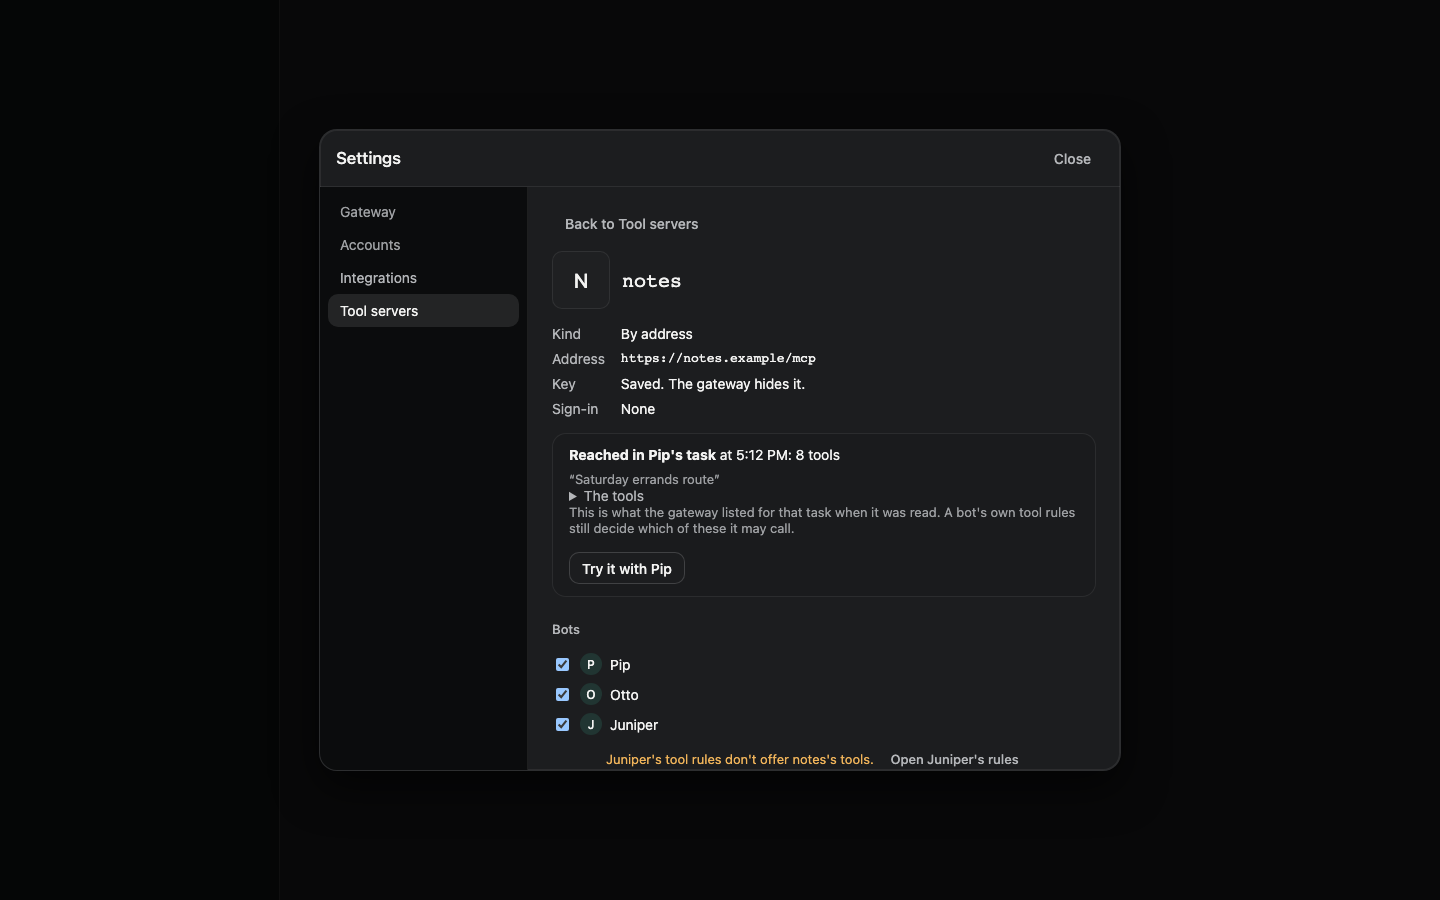 Settings
Close
Gateway
Accounts
Integrations
Tool servers
Back to Tool servers
N
notes
Kind By address
Address https://notes.example/mcp
Key Saved. The gateway hides it.
Sign-in None
Reached in Pip's task at 5:12 PM: 8 tools
“Saturday errands route”
The tools
This is what the gateway listed for that task when it was read. A bot's own tool rules
still decide which of these it may call.
Try it with Pip
Bots
P Pip
O Otto
J Juniper
Juniper's tool rules don't offer notes's tools. Open Juniper's rules